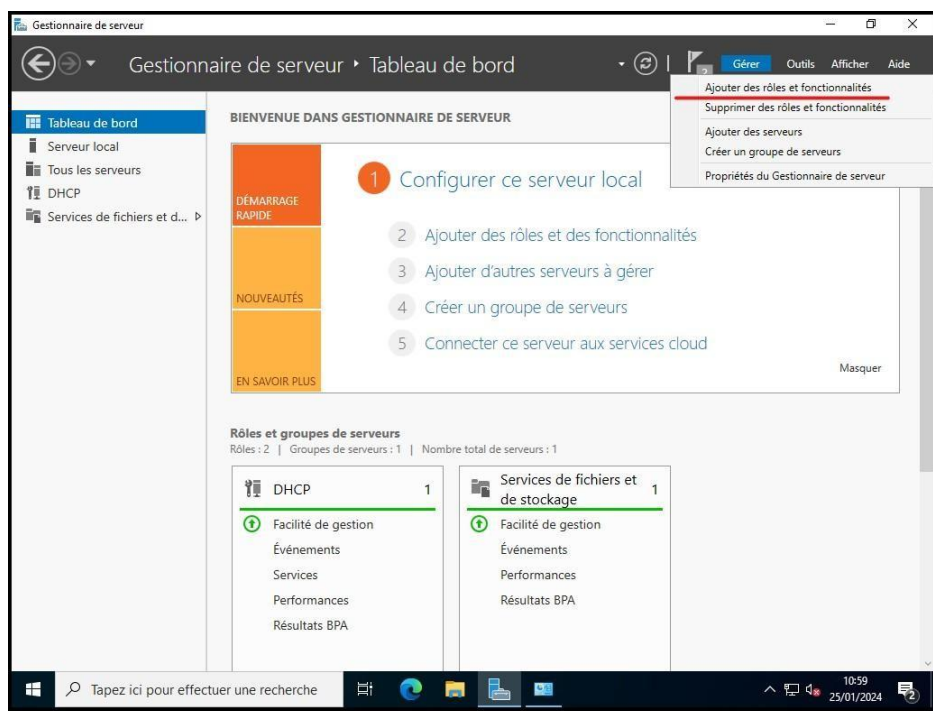 Gestionnaire de serveur
Gestionnaire de serveur ‣ Tableau de bord
2
Gérer Outils Afficher Aide
Ajouter des rôles et fonctionnalités
Supprimer des rôles et fonctionnalités
Ajouter des serveurs
Créer un groupe de serveurs
Propriétés du Gestionnaire de serveur
Tableau de bord
Serveur local
Tous les serveurs
DHCP
Services de fichiers et d...
BIENVENUE DANS GESTIONNAIRE DE SERVEUR
DÉMARRAGE
RAPIDE
NOUVEAUTÉS
EN SAVOIR PLUS
1 Configurer ce serveur local
2 Ajouter des rôles et des fonctionnalités
3 Ajouter d'autres serveurs à gérer
4 Créer un groupe de serveurs
5 Connecter ce serveur aux services cloud
Masquer
Rôles et groupes de serveurs
Rôles : 2 | Groupes de serveurs : 1 | Nombre total de serveurs : 1
DHCP 1
Facilité de gestion
Événements
Services
Performances
Résultats BPA
Services de fichiers et
de stockage 1
Facilité de gestion
Événements
Performances
Résultats BPA
Tapez ici pour effectuer une recherche
10:59
25/01/2024
2